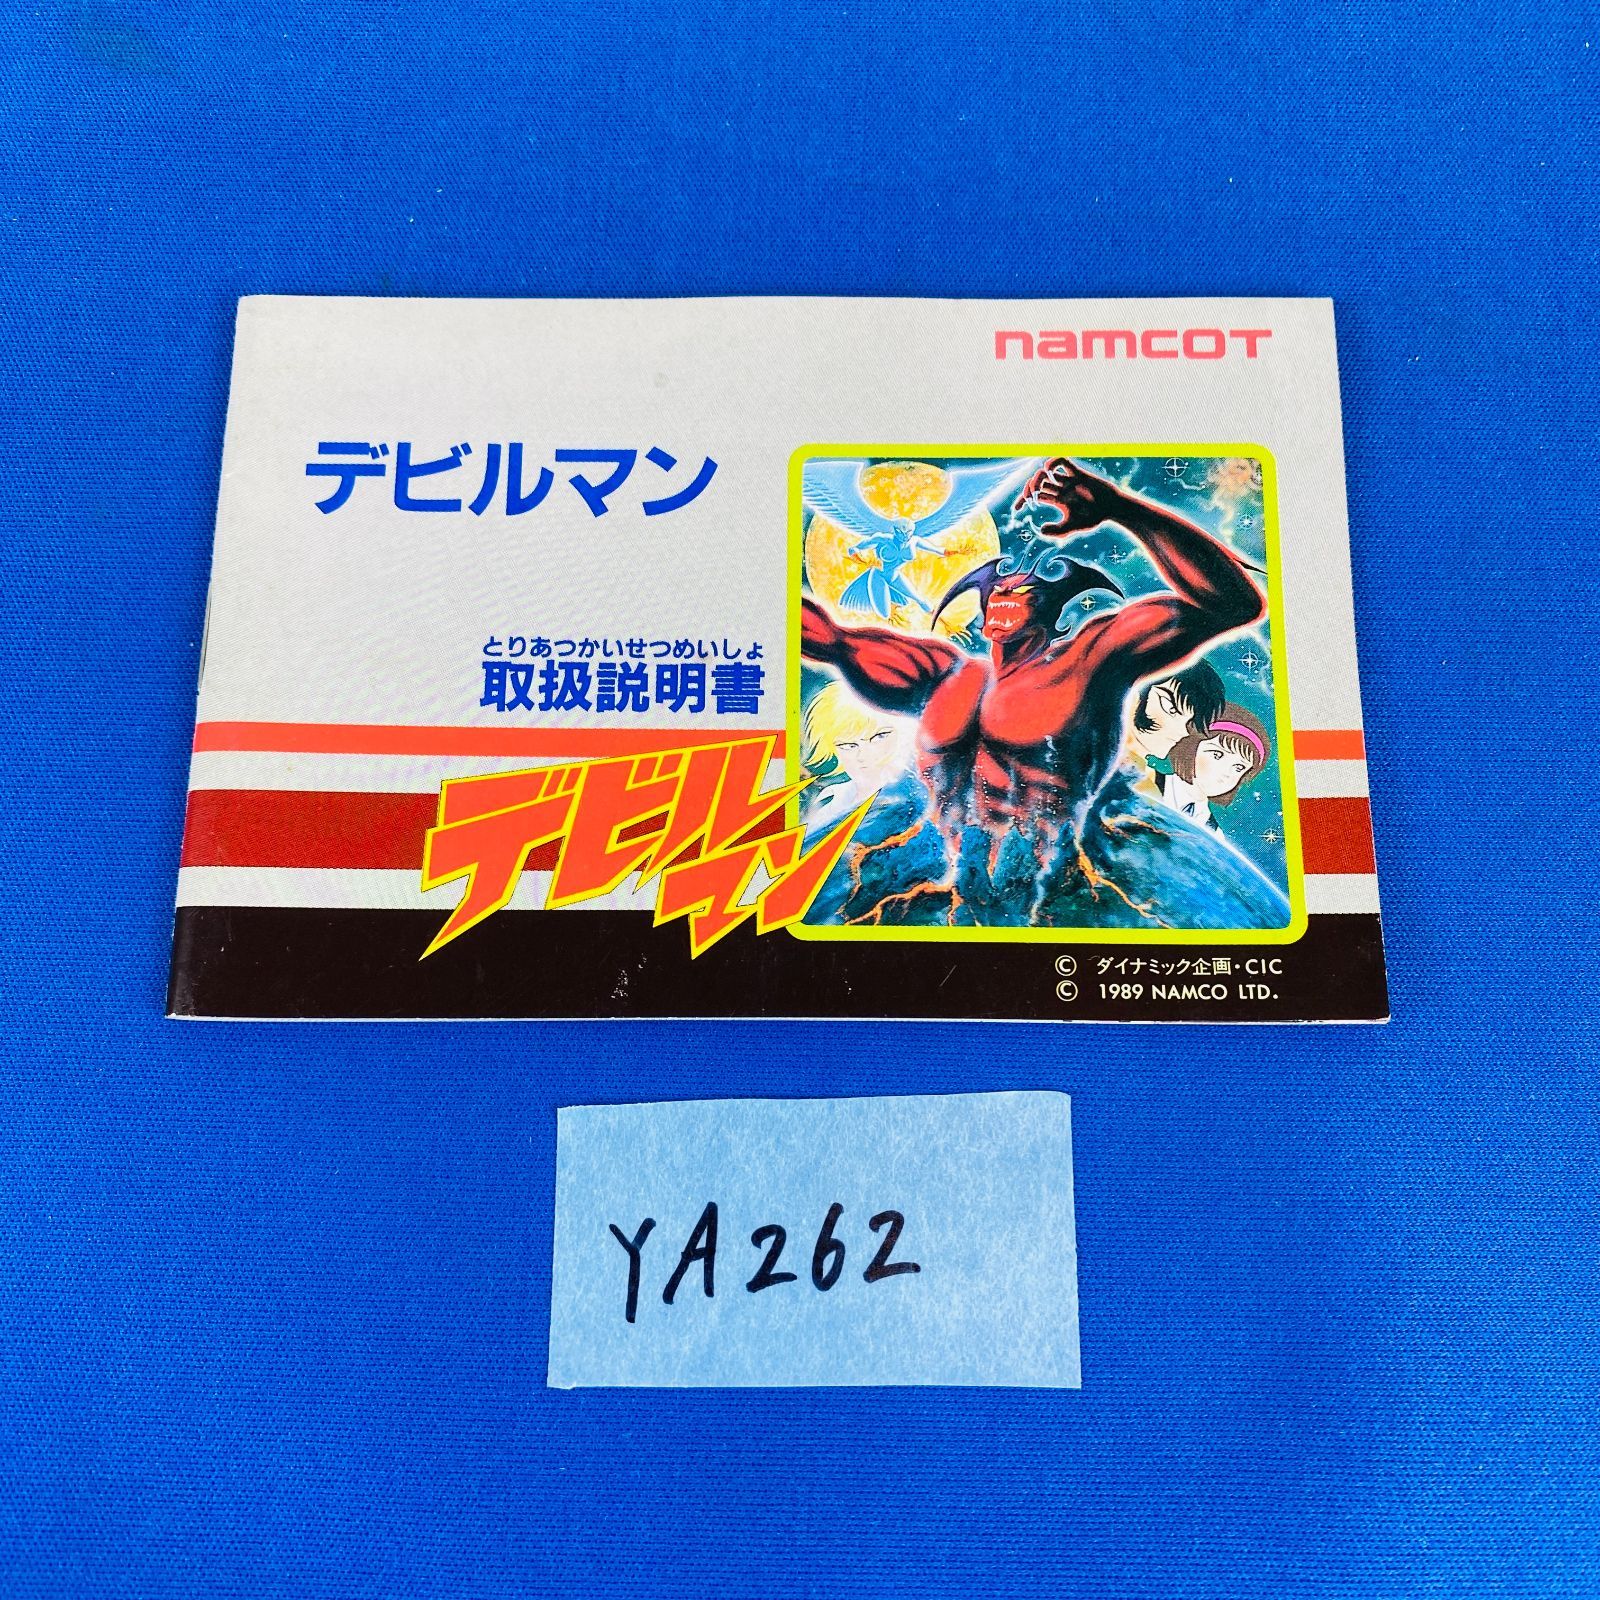 namcot
デビルマン
とりあつかいせつめいしょ
取扱説明書
デビルマン
© ダイナミック企画・CIC
© 1989 NAMCO LTD.
YA262